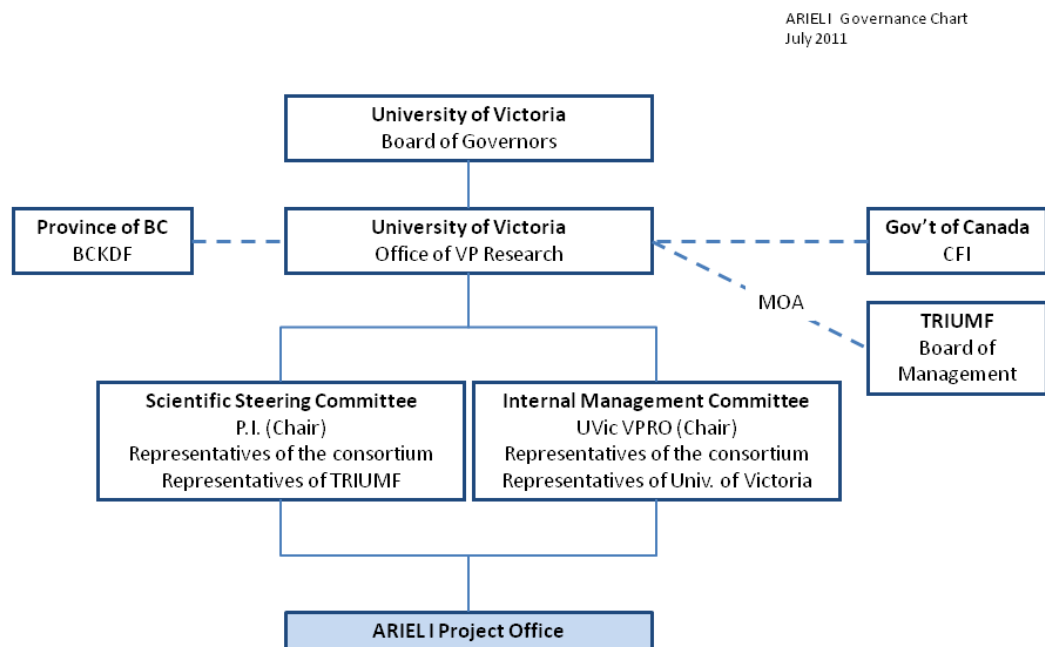 ARIEL I Governance Chart
July 2011
University of Victoria
Board of Governors
Province of BC
BCKDF
University of Victoria
Office of VP Research
Gov't of Canada
CFI
MOA
TRIUMF
Board of
Management
Scientific Steering Committee
P.I. (Chair)
Representatives of the consortium
Representatives of TRIUMF
Internal Management Committee
UVic VPRO (Chair)
Representatives of the consortium
Representatives of Univ. of Victoria
ARIEL I Project Office